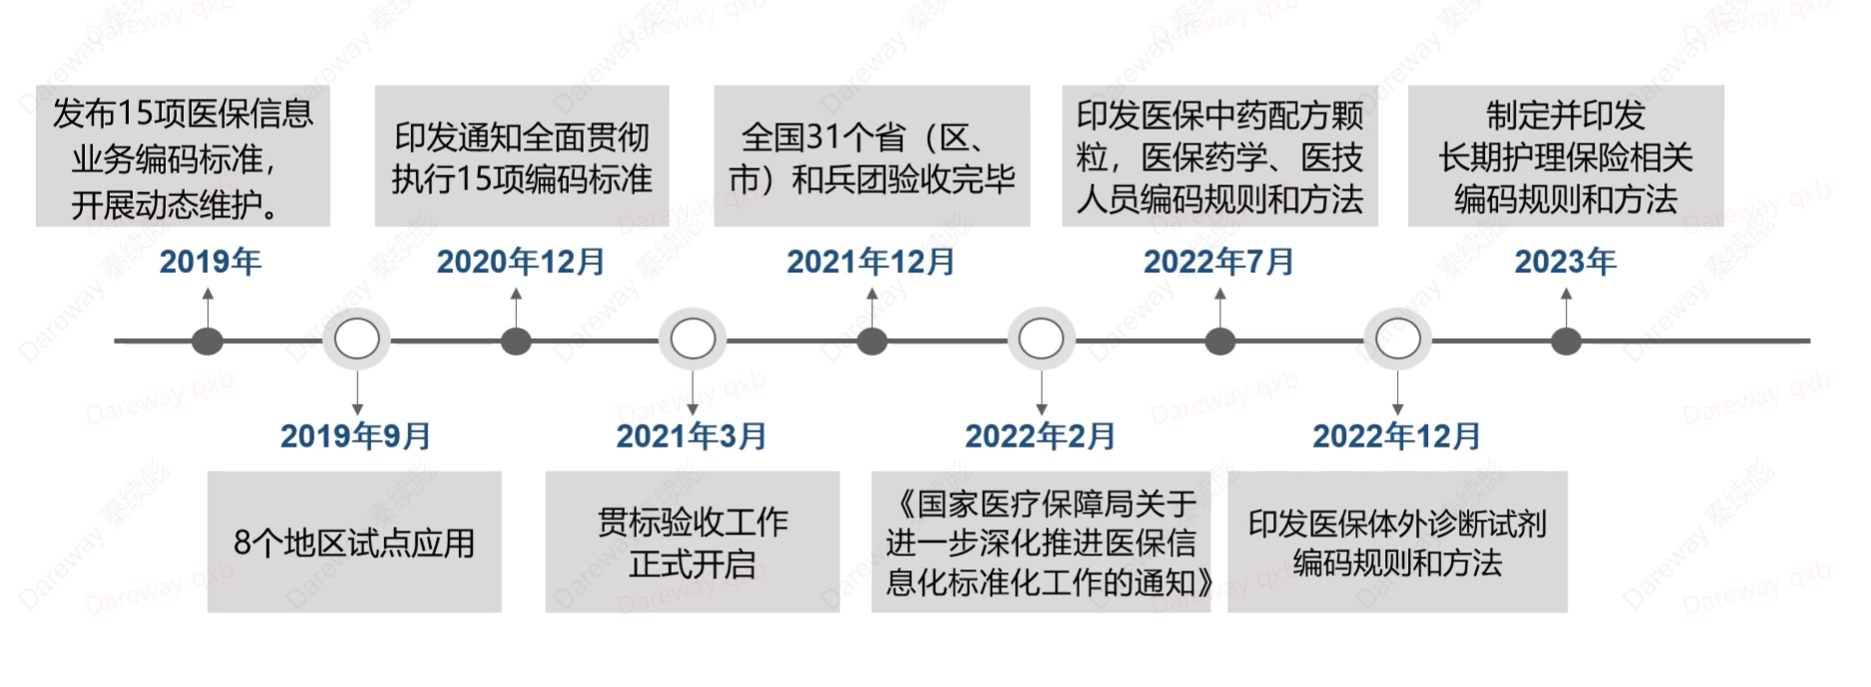 发布15项医保信息
业务编码标准，
开展动态维护。
2019年
印发通知全面贯彻
执行15项编码标准
2020年12月
全国31个省（区、
市）和兵团验收完毕
2021年12月
印发医保中药配方颗
粒，医保药学、医技
人员编码规则和方法
2022年7月
制定并印发
长期护理保险相关
编码规则和方法
2023年
2019年9月
8个地区试点应用
2021年3月
贯标验收工作
正式开启
2022年2月
《国家医疗保障局关于
进一步深化推进医保信
息化标准化工作的通知》
2022年12月
印发医保体外诊断试剂
编码规则和方法
Dareway 秦续彪
Dareway qxb